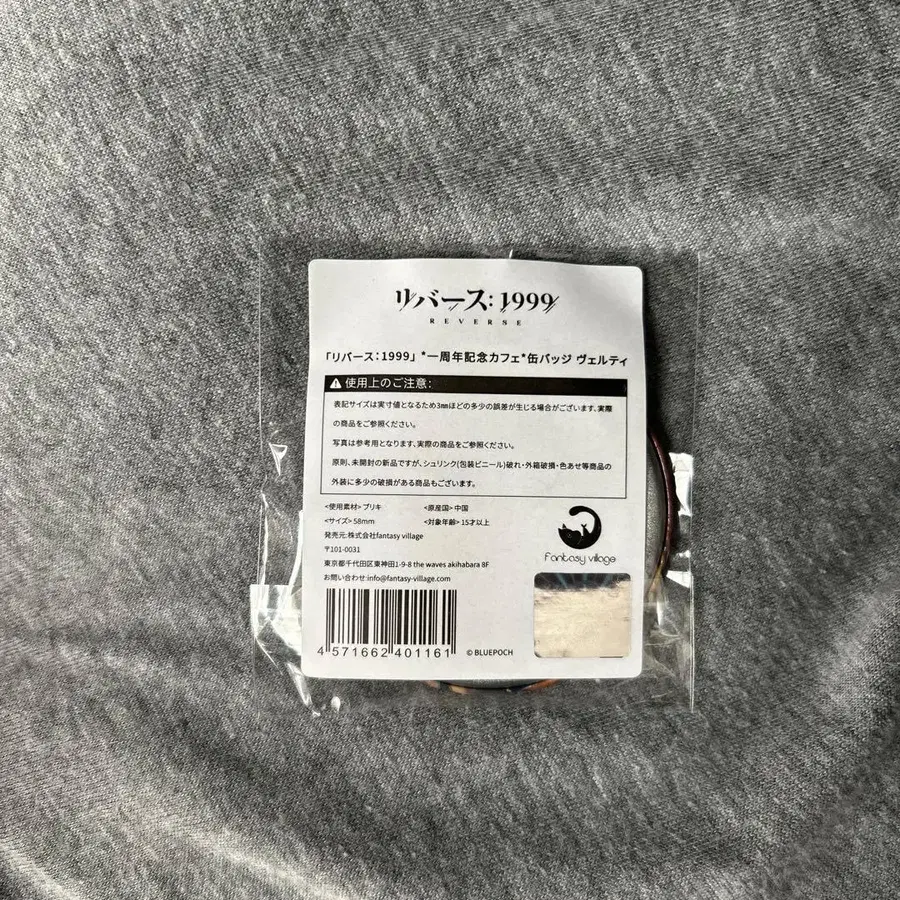 リバース:1999
REVERSE
「リバース:1999」*一周年記念カフェ*缶バッジ ヴェルティ
使用上のご注意:
表記サイズは実寸値となるため3㎜ほどの多少の誤差が生じる場合がございます、実際
の商品をご参照ください。
写真は参考用となります、実際の商品をご参照ください。
原則、未開封の新品ですが、シュリンク(包装ビニール)破れ・外箱破損・色あせ等商品の
外装に多少の破損がある商品もございます。
<使用素材> ブリキ <原産国> 中国
<サイズ> 58mm <対象年齢> 15才以上
発売元:株式会社fantasy village
〒101-0031
東京都千代田区東神田1-9-8 the waves akihabara 8F
お問い合わせ:info@fantasy-village.com
Fantasy village
4 571662 401161
© BLUEPOCH